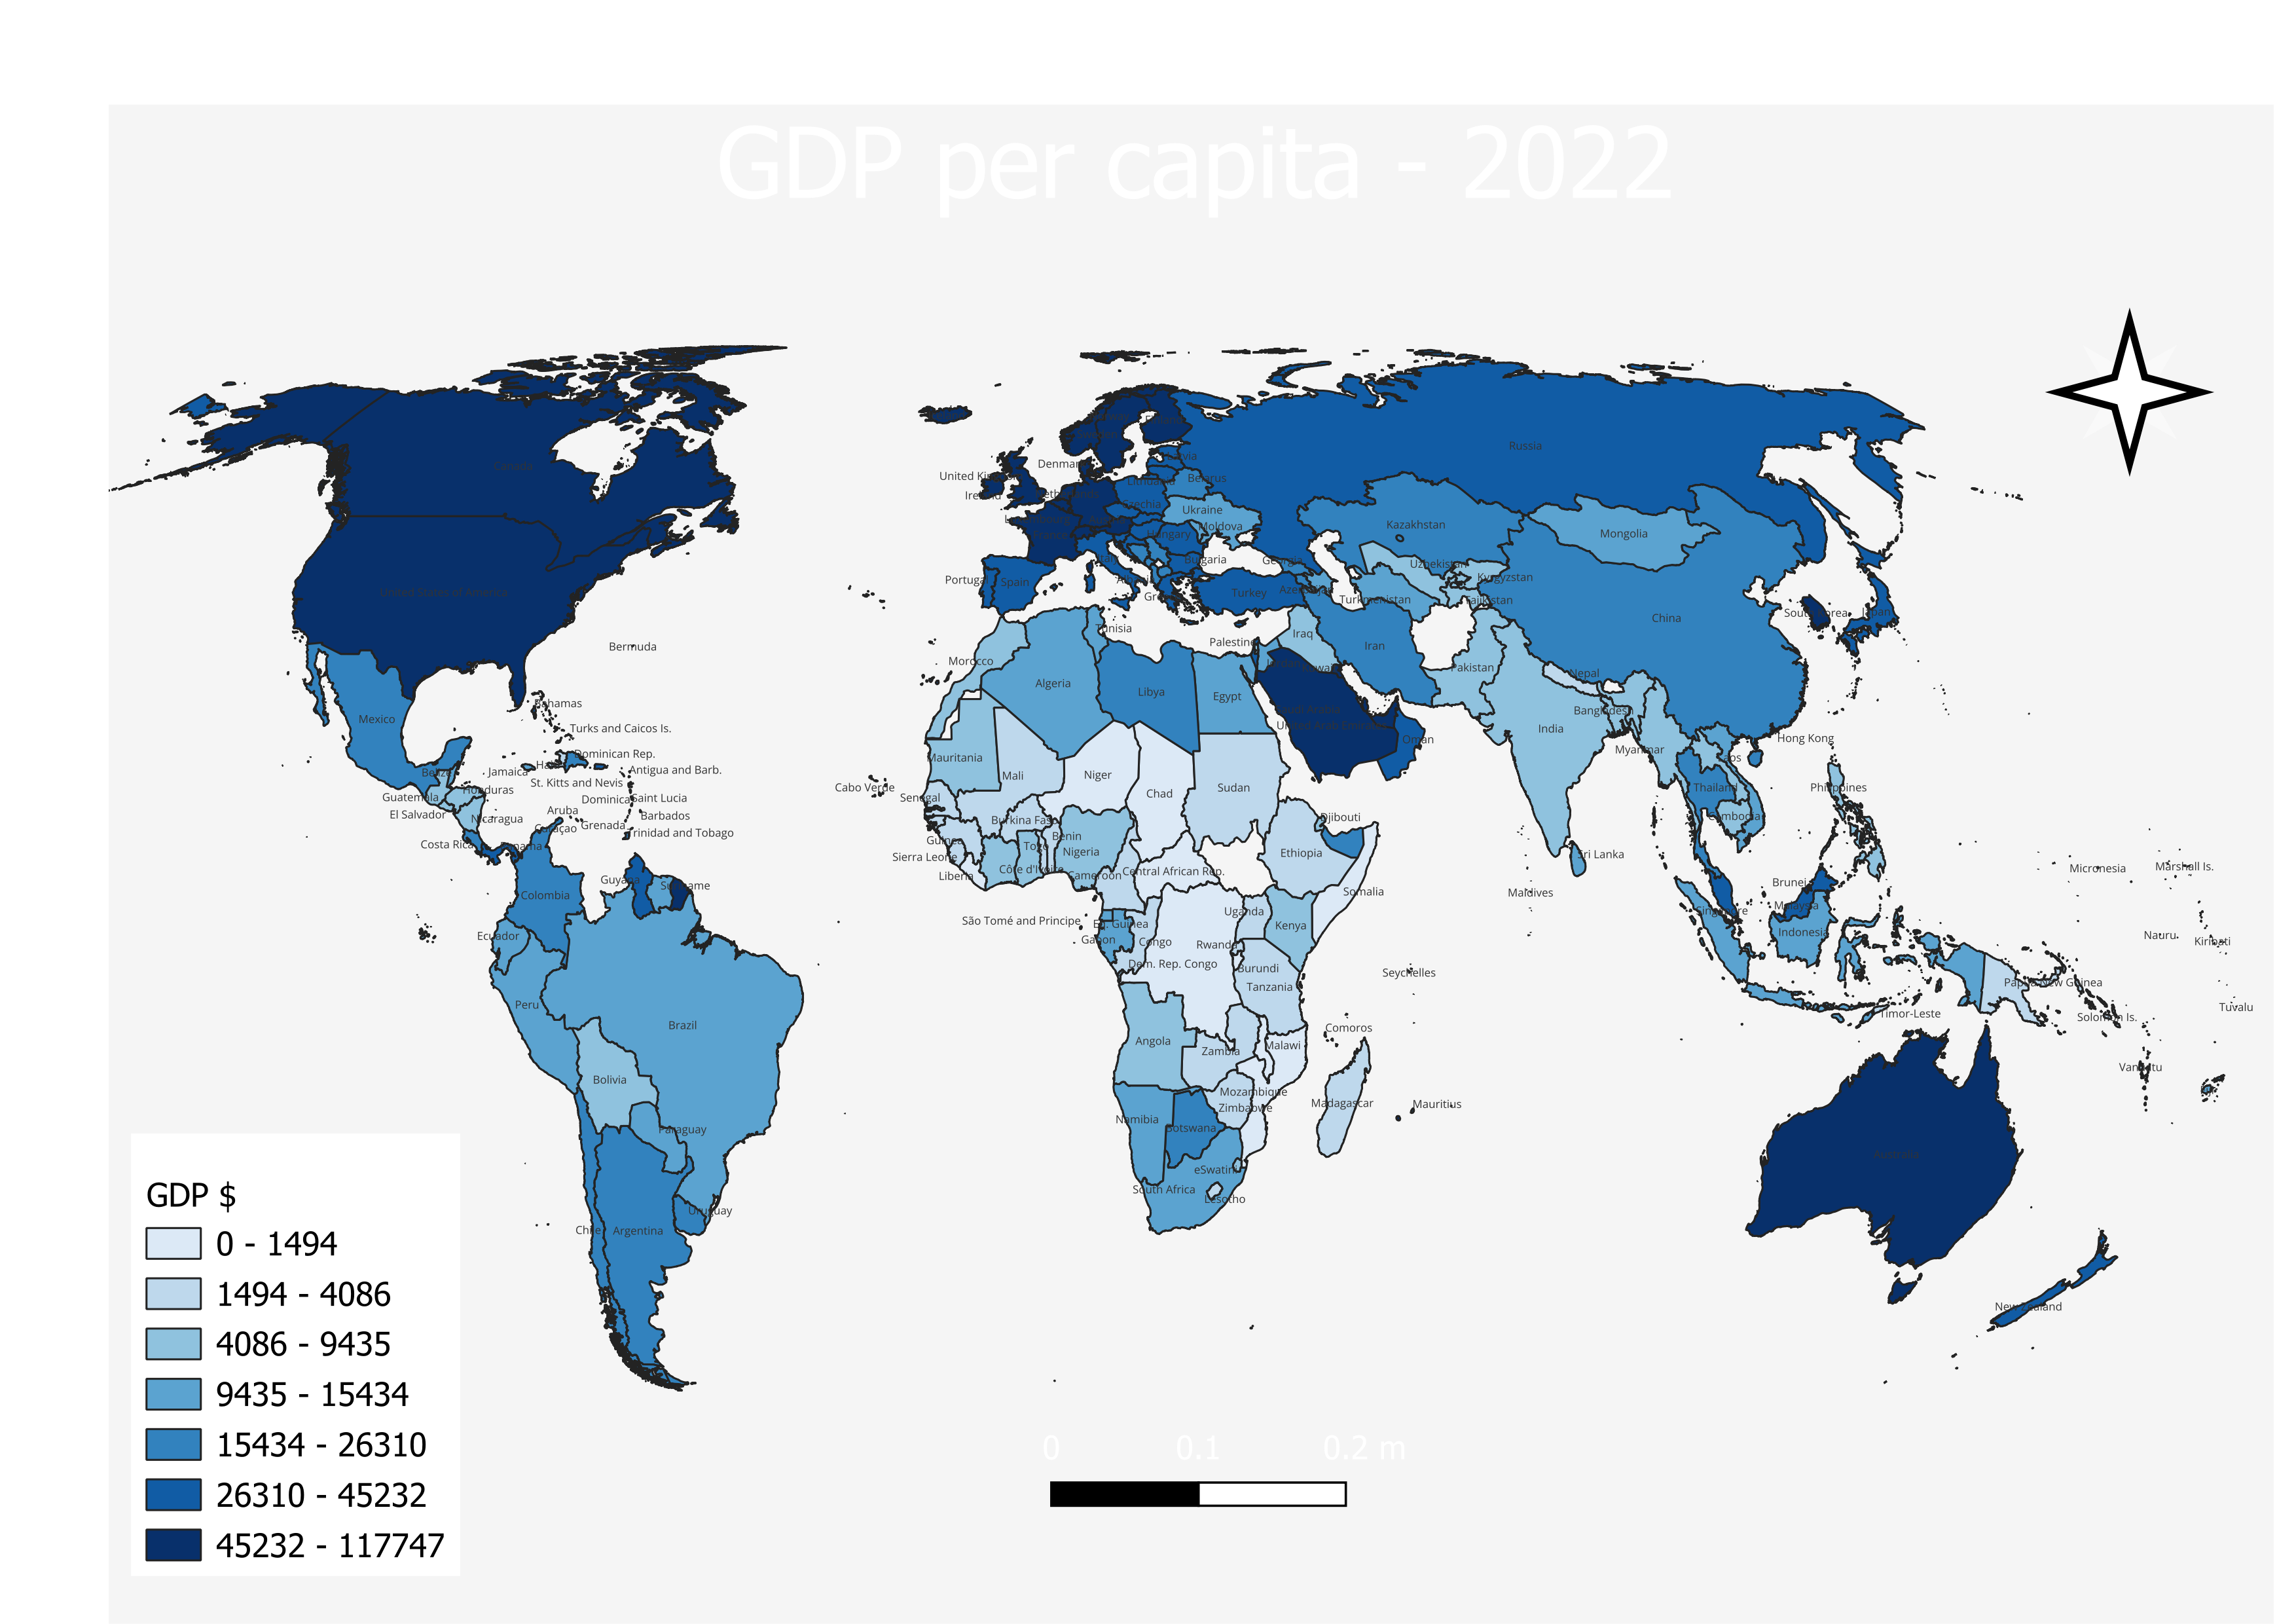 GDP per capita - 2022
Canada
United States of America
Bermuda
Mexico
Bahamas
Turks and Caicos Is.
Dominican Rep.
Belize
Jamaica
Haiti
Antigua and Barb.
St. Kitts and Nevis
Honduras
Guatemala
El Salvador
Nicaragua
Dominica
Saint Lucia
Aruba
Barbados
Curaçao
Grenada
Trinidad and Tobago
Costa Rica
Panama
Guyana
Suriname
Colombia
Ecuador
Peru
Brazil
Bolivia
Paraguay
Uruguay
Chile
Argentina
Denmark
United Kingdom
Ireland
Latvia
Lithuania
Belarus
Czechia
Ukraine
Moldova
Hungary
Bulgaria
Portugal
Spain
Italy
Albania
Greece
Turkey
Georgia
Azerbaijan
Russia
Kazakhstan
Mongolia
Uzbekistan
Kyrgyzstan
Turkmenistan
Tajikistan
China
South Korea
Japan
Tunisia
Morocco
Algeria
Libya
Egypt
Palestine
Iraq
Jordan
Kuwait
Iran
Saudi Arabia
United Arab Emirates
Oman
Pakistan
Nepal
Bangladesh
India
Myanmar
Laos
Hong Kong
Thailand
Cambodia
Philippines
Sri Lanka
Maldives
Brunei
Malaysia
Singapore
Indonesia
Timor-Leste
Papua New Guinea
Solomon Is.
Micronesia
Marshall Is.
Nauru
Kiribati
Tuvalu
Vanuatu
Fiji
Australia
New Zealand
Mauritania
Mali
Niger
Chad
Sudan
Cabo Verde
Senegal
Burkina Faso
Guinea
Benin
Togo
Nigeria
Sierra Leone
Liberia
Côte d'Ivoire
Cameroon
Central African Rep.
Djibouti
Ethiopia
Somalia
São Tomé and Principe
Eq. Guinea
Gabon
Congo
Uganda
Kenya
Rwanda
Dem. Rep. Congo
Burundi
Tanzania
Seychelles
Comoros
Angola
Zambia
Malawi
Mozambique
Zimbabwe
Madagascar
Mauritius
Namibia
Botswana
eSwatini
South Africa
Lesotho
GDP $
0 - 1494
1494 - 4086
4086 - 9435
9435 - 15434
15434 - 26310
26310 - 45232
45232 - 117747
0 0.1 0.2 m